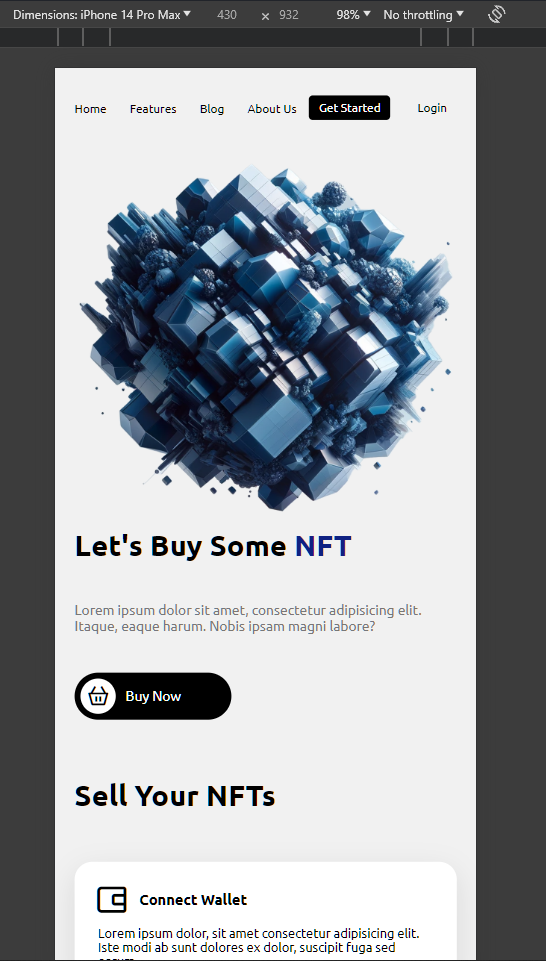 Dimensions: iPhone 14 Pro Max ▼ 430 × 932 98% ▼ No throttling ▼
Home Features Blog About Us Get Started Login
Let's Buy Some NFT
Lorem ipsum dolor sit amet, consectetur adipisicing elit.
Itaque, eaque harum. Nobis ipsam magni labore?
Buy Now
Sell Your NFTs
Connect Wallet
Lorem ipsum dolor, sit amet consectetur adipisicing elit.
Iste modi ab sunt dolores ex dolor, suscipit fuga sed